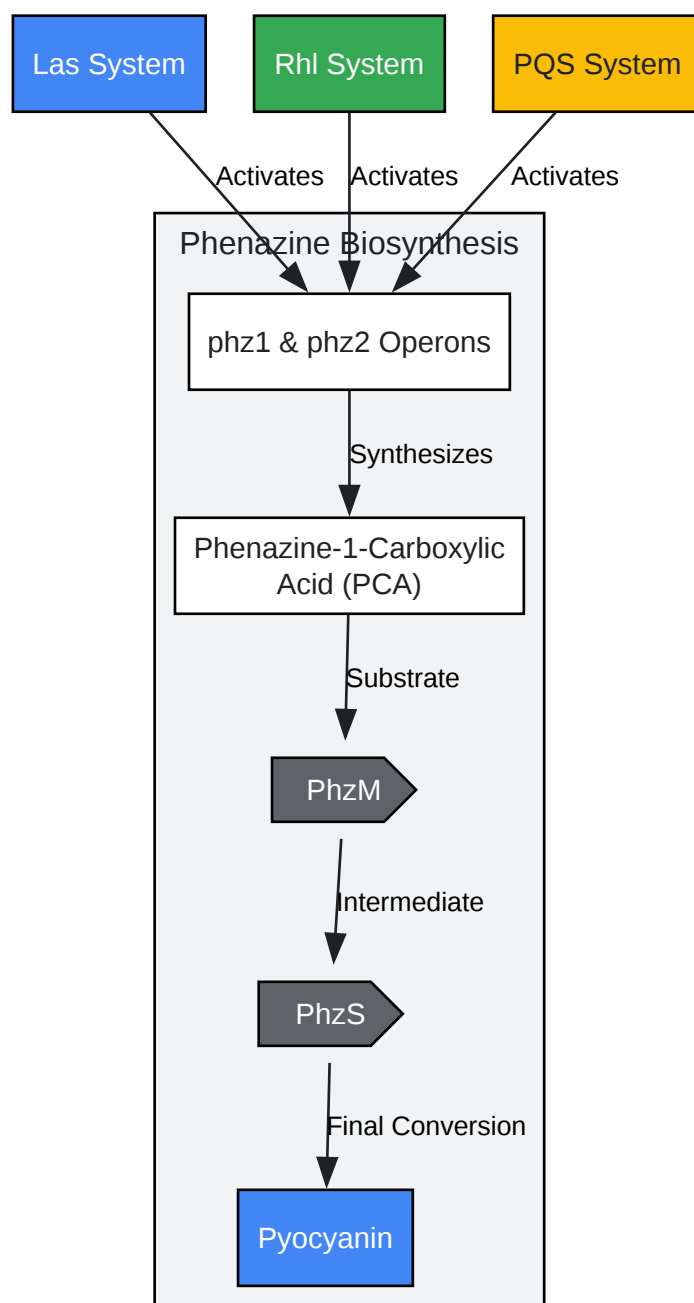 Las System
Rhl System
PQS System
Activates
Activates
Activates
Phenazine Biosynthesis
phz1 & phz2 Operons
Synthesizes
Phenazine-1-Carboxylic
Acid (PCA)
Substrate
PhzM
Intermediate
PhzS
Final Conversion
Pyocyanin